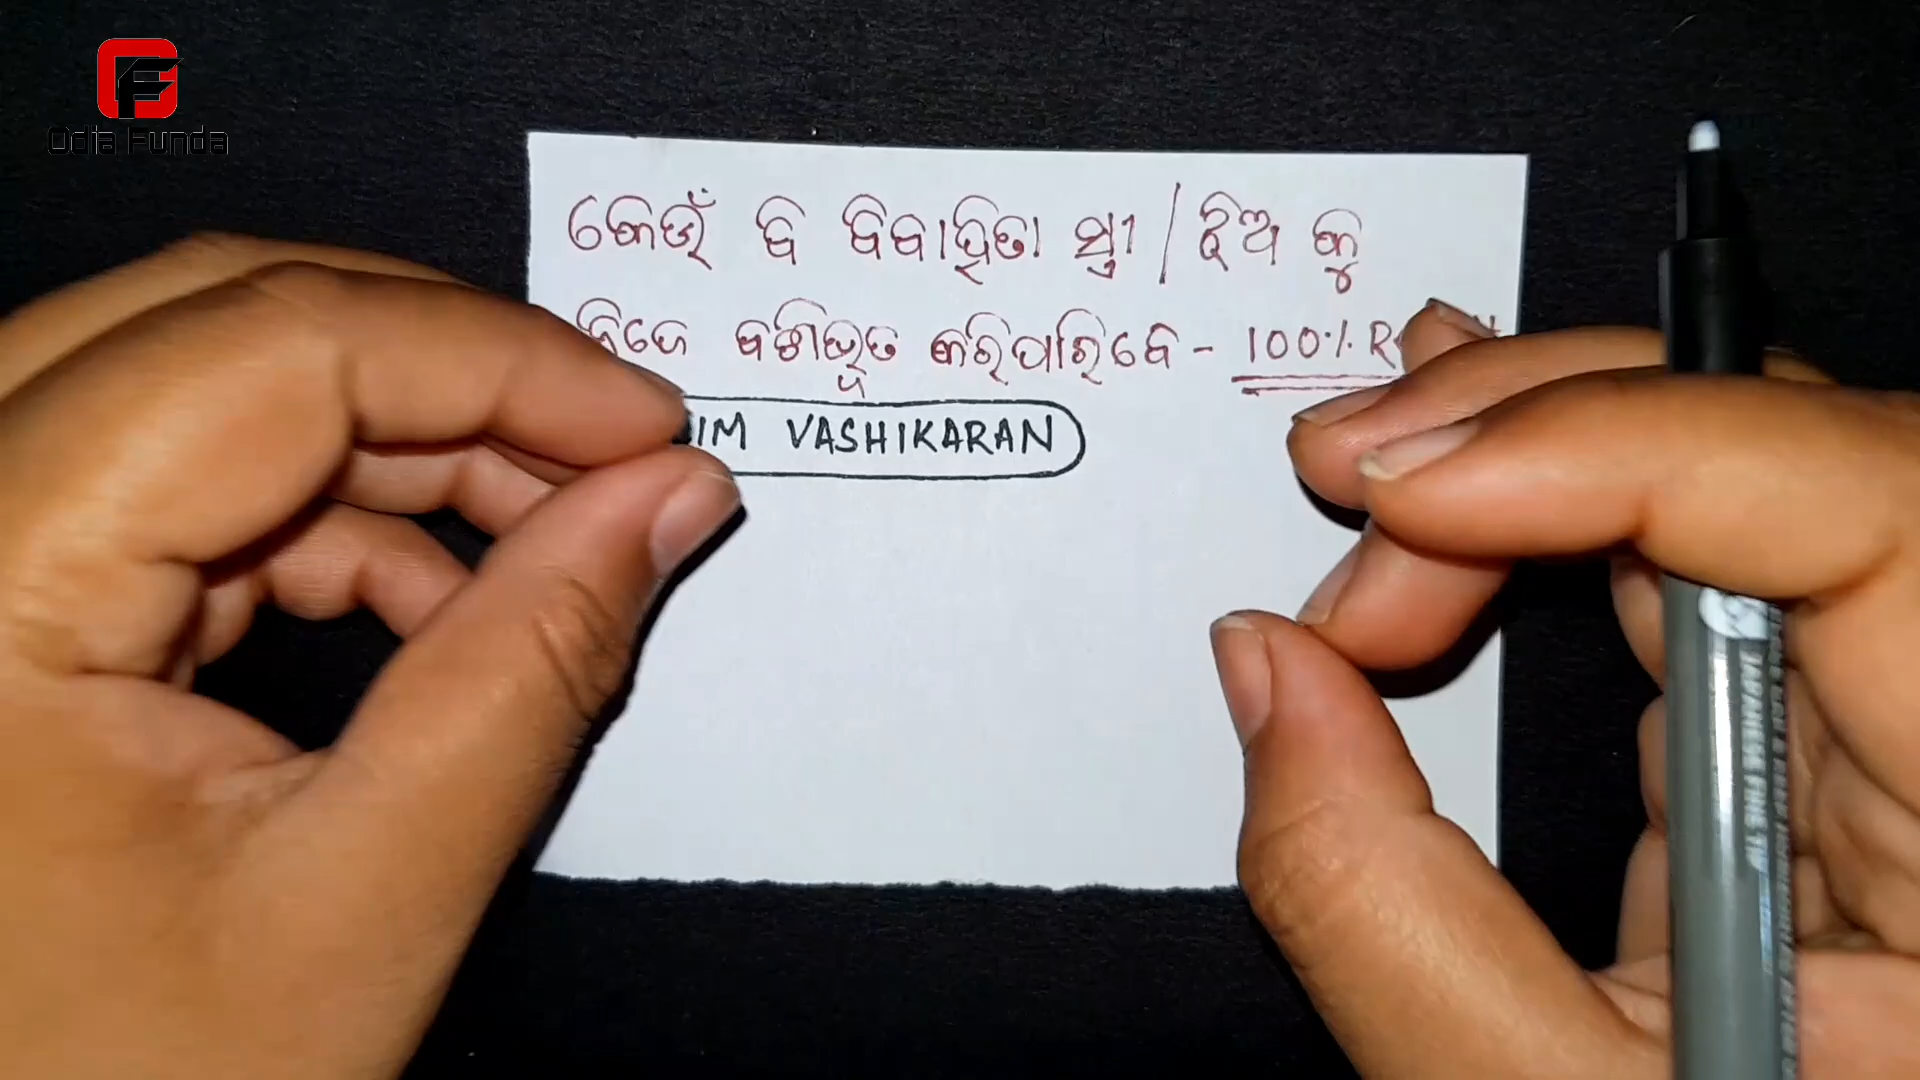 Odia Funda
କେଉଁ ବି ବିବାହିତା ସ୍ତ୍ରୀ / ଝିଅ କୁ
ବଶୀଭୂତ କରିପାରିବେ - 100%
VASHIKARAN